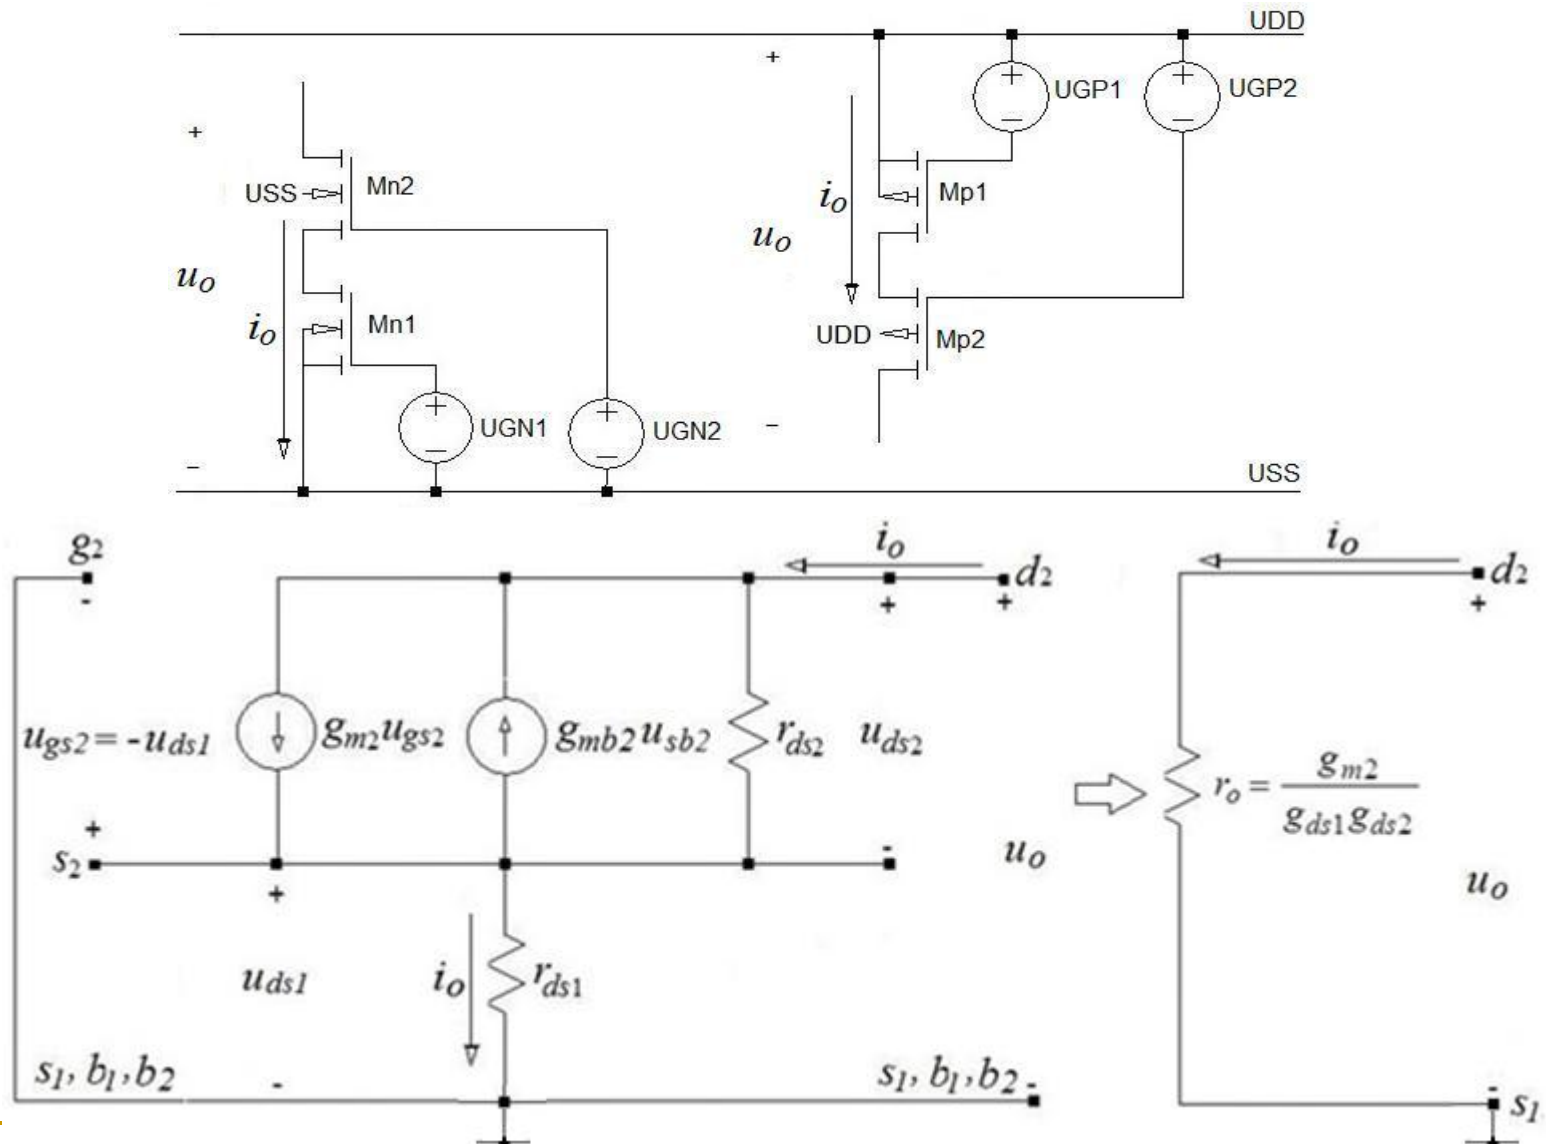 UDD
+
+ UGP1
+ UGP2
−
−
+
USS
Mn2
i_o
Mp1
u_o
u_o
i_o
Mn1
UDD
Mp2
+
−
UGN1
+
−
UGN2
−
−
USS
g2
-
i_o
d2
+
+
u_gs2 = -u_ds1
g_m2 u_gs2
g_mb2 u_sb2
r_ds2
u_ds2
+
s2
-
+
u_o
u_ds1
i_o
r_ds1
s1, b1, b2
-
s1, b1, b2 -
i_o
d2
+
r_o = g_m2 / g_ds1 g_ds2
u_o
-
s1